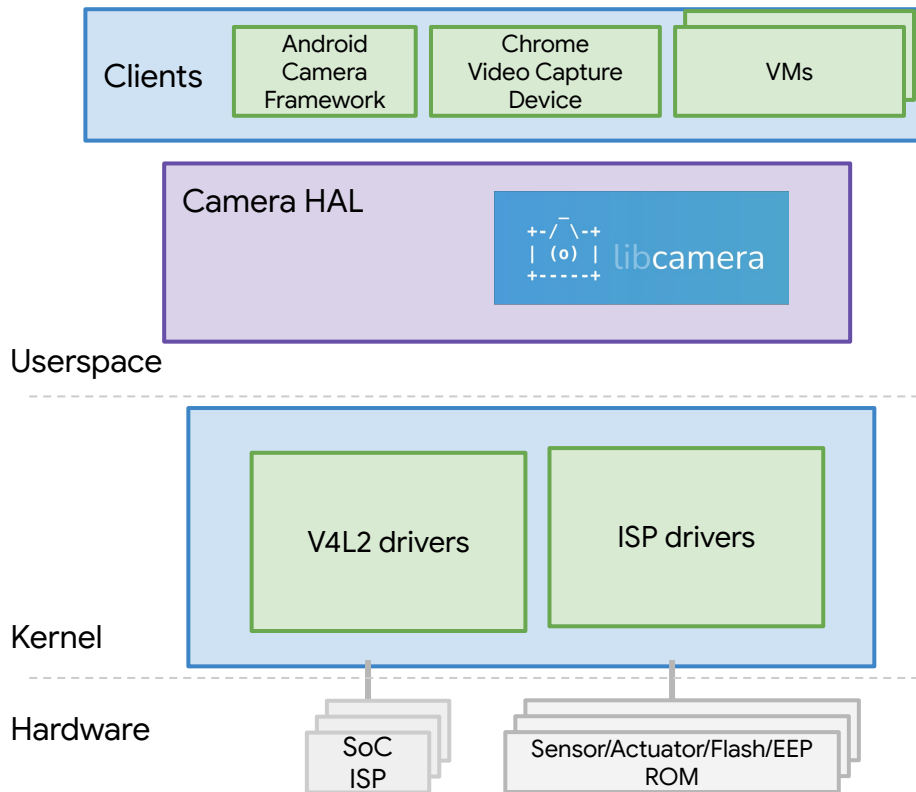 Clients
Android
Camera
Framework
Chrome
Video Capture
Device
VMs
Camera HAL
+-/‾\-+
| (o) |
+-----+
libcamera
Userspace
V4L2 drivers
ISP drivers
Kernel
Hardware
SoC
ISP
Sensor/Actuator/Flash/EEP
ROM